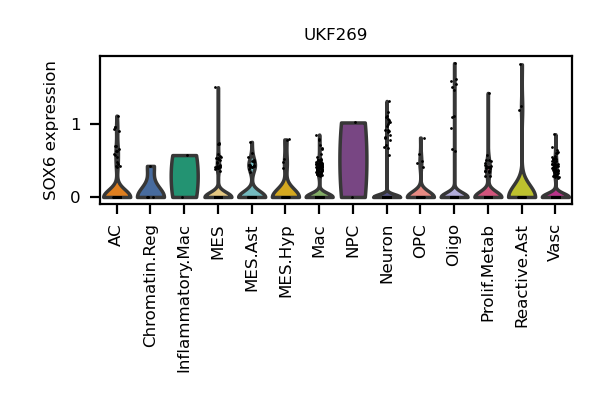 UKF269
SOX6 expression
1
0
AC
Chromatin.Reg
Inflammatory.Mac
MES
MES.Ast
MES.Hyp
Mac
NPC
Neuron
OPC
Oligo
Prolif.Metab
Reactive.Ast
Vasc